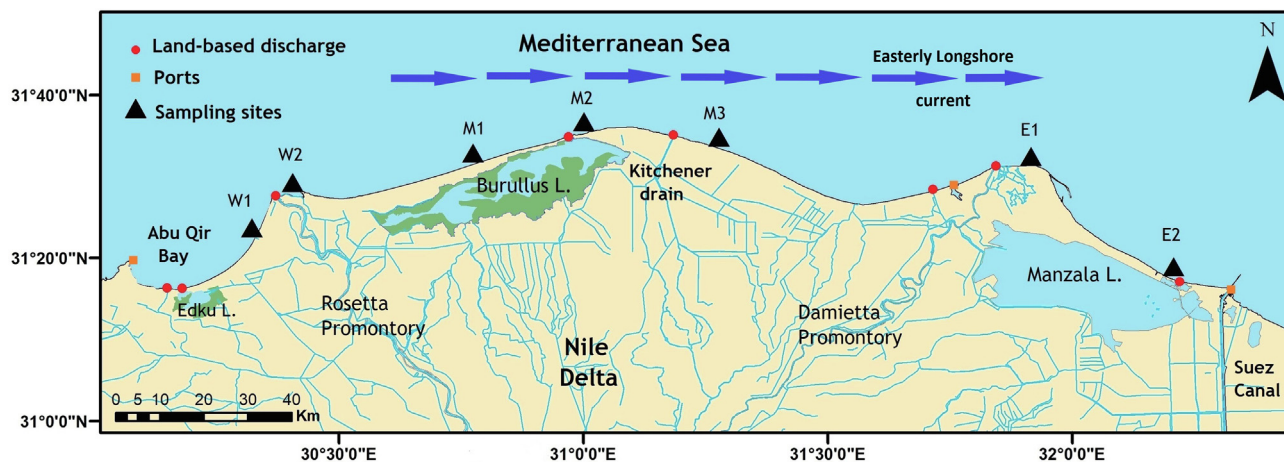 Land-based discharge
Ports
Sampling sites
Mediterranean Sea
Easterly Longshore
current
N
31°40'0"N
31°20'0"N
31°0'0"N
W1
W2
M1
M2
M3
E1
E2
Abu Qir
Bay
Edku L.
Burullus L.
Kitchener
drain
Rosetta
Promontory
Nile
Delta
Damietta
Promontory
Manzala L.
Suez
Canal
0 5 10 20 30 40
Km
30°30'0"E
31°0'0"E
31°30'0"E
32°0'0"E